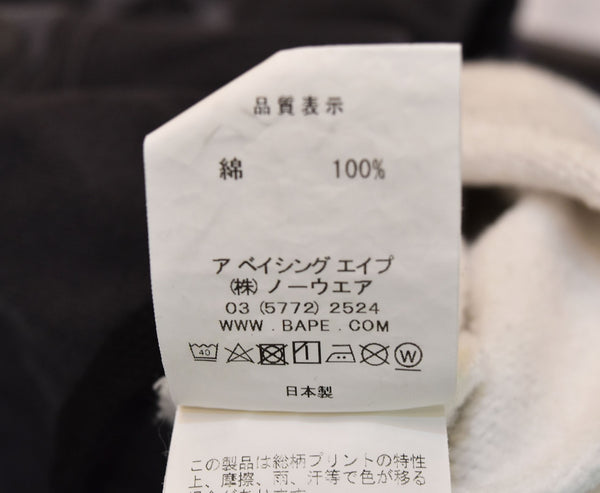 品質表示
綿 100%
ア ベイシング エイプ
(株) ノーウエア
03 (5772) 2524
WWW . BAPE . COM
40 W
日本製
この製品は総柄プリントの特性
上、摩擦、雨、汗等で色が移る